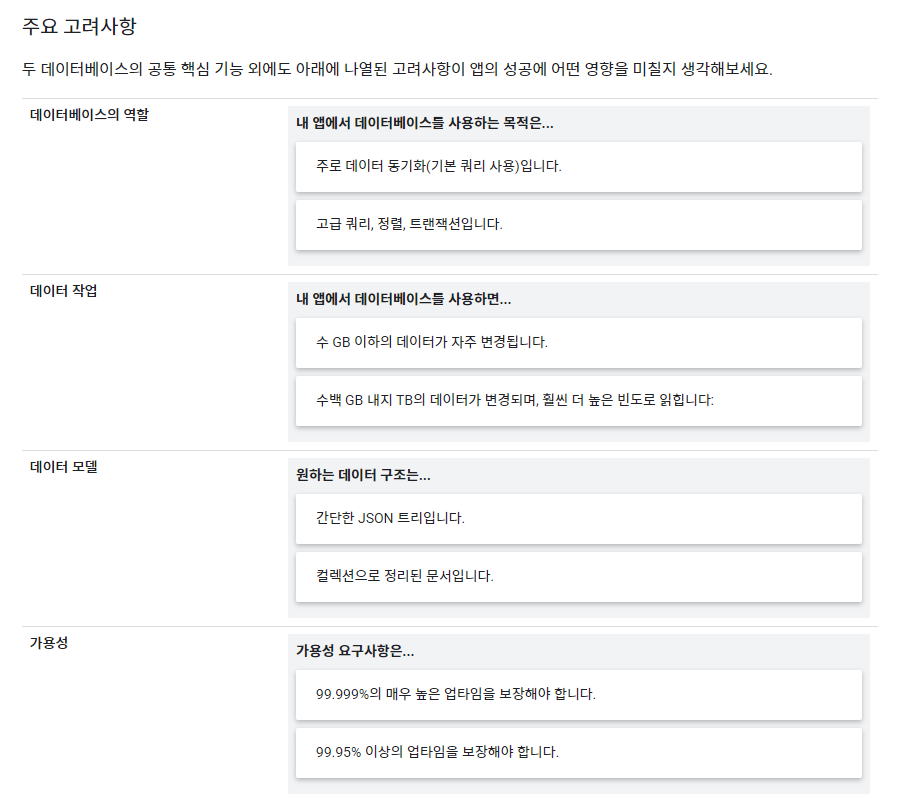 주요 고려사항
두 데이터베이스의 공통 핵심 기능 외에도 아래에 나열된 고려사항이 앱의 성공에 어떤 영향을 미칠지 생각해보세요.
데이터베이스의 역할
내 앱에서 데이터베이스를 사용하는 목적은...
주로 데이터 동기화(기본 쿼리 사용)입니다.
고급 쿼리, 정렬, 트랜잭션입니다.
데이터 작업
내 앱에서 데이터베이스를 사용하면...
수 GB 이하의 데이터가 자주 변경됩니다.
수백 GB 내지 TB의 데이터가 변경되며, 훨씬 더 높은 빈도로 읽힙니다:
데이터 모델
원하는 데이터 구조는...
간단한 JSON 트리입니다.
컬렉션으로 정리된 문서입니다.
가용성
가용성 요구사항은...
99.999%의 매우 높은 업타임을 보장해야 합니다.
99.95% 이상의 업타임을 보장해야 합니다.